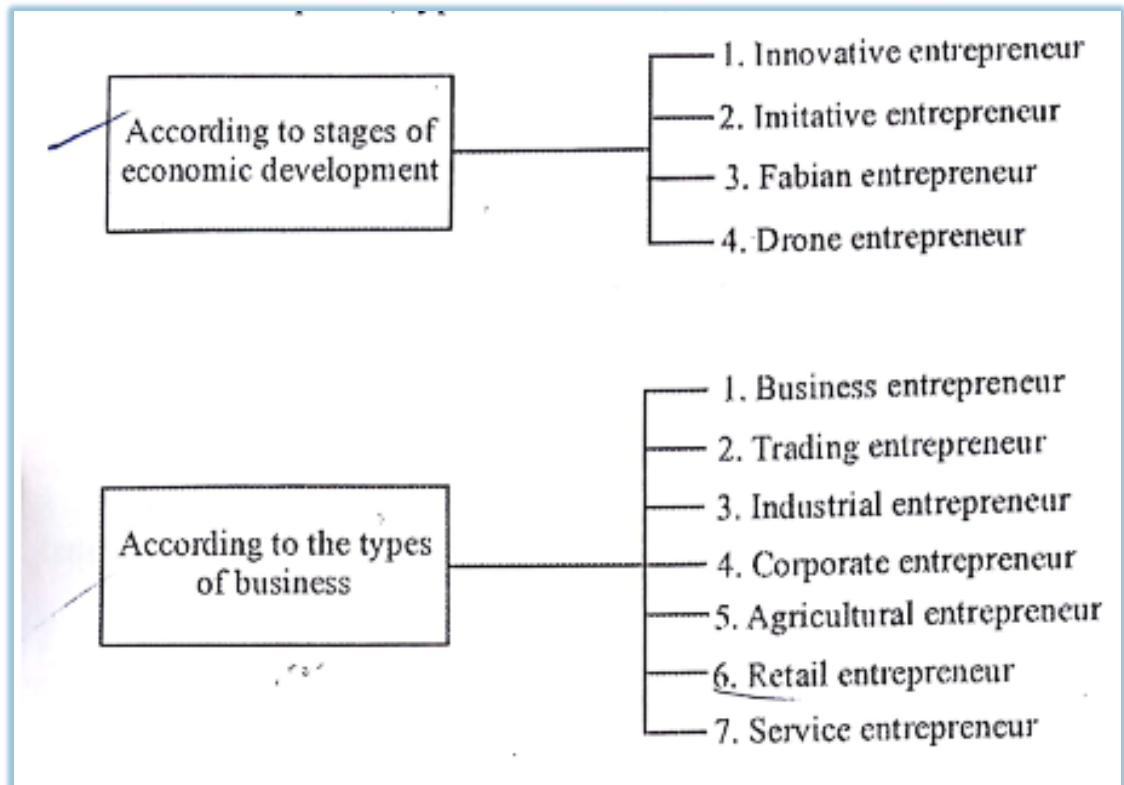 According to stages of
economic development
1. Innovative entrepreneur
2. Imitative entrepreneur
3. Fabian entrepreneur
4. Drone entrepreneur
According to the types
of business
1. Business entrepreneur
2. Trading entrepreneur
3. Industrial entrepreneur
4. Corporate entrepreneur
5. Agricultural entrepreneur
6. Retail entrepreneur
7. Service entrepreneur